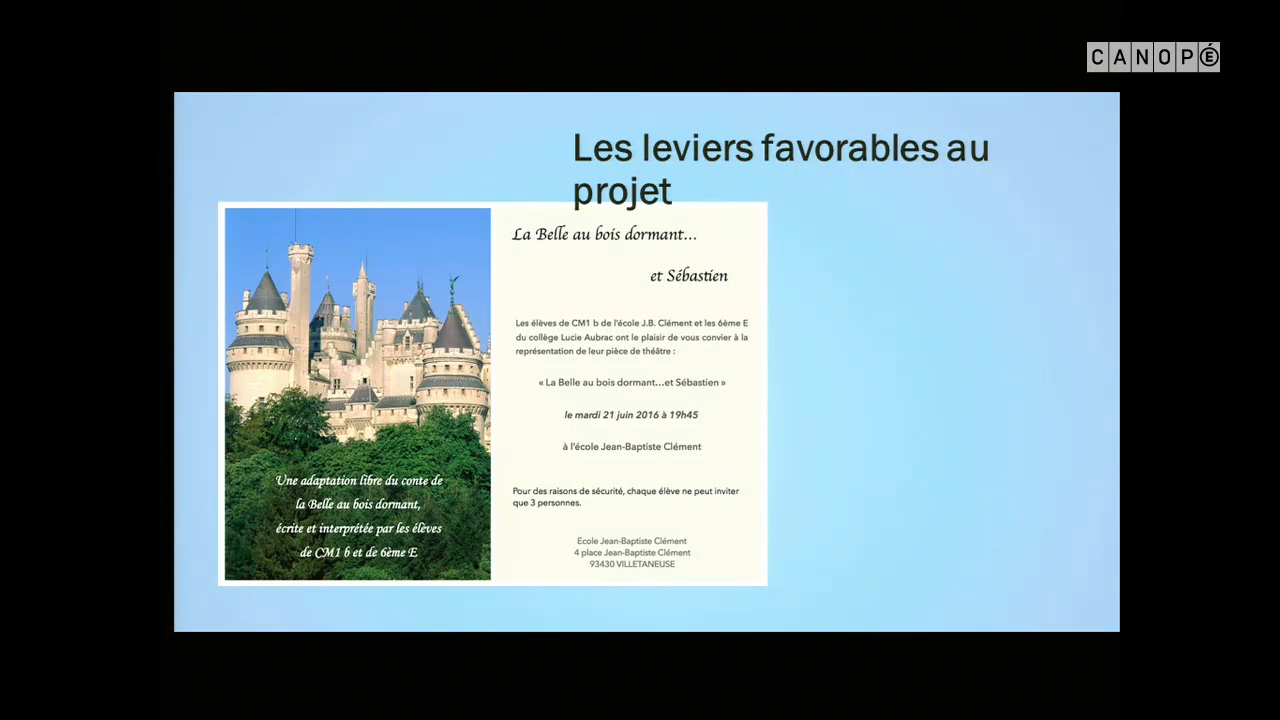 CANOPÉ
Les leviers favorables au
projet
La Belle au bois dormant...
et Sébastien
Les élèves de CM1 b de l'école J.B. Clément et les 6ème E
du collège Lucie Aubrac ont le plaisir de vous convier à la
représentation de leur pièce de théâtre :
« La Belle au bois dormant...et Sébastien »
le mardi 21 juin 2016 à 19h45
à l'école Jean-Baptiste Clément
Pour des raisons de sécurité, chaque élève ne peut inviter
que 3 personnes.
Ecole Jean-Baptiste Clément
4 place Jean-Baptiste Clément
93430 VILLETANEUSE
Une adaptation libre du conte de
la Belle au bois dormant,
écrite et interprétée par les élèves
de CM1 b et de 6ème E